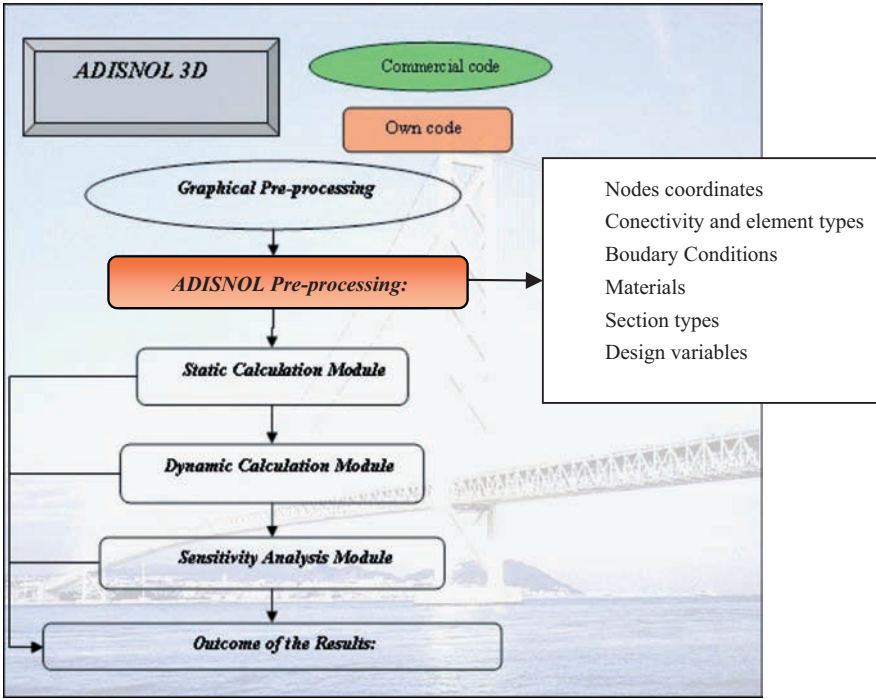 ADISNOL 3D
Commercial code
Own code
Graphical Pre-processing
ADISNOL Pre-processing:
Nodes coordinates
Conectivity and element types
Boudary Conditions
Materials
Section types
Design variables
Static Calculation Module
Dynamic Calculation Module
Sensitivity Analysis Module
Outcome of the Results: